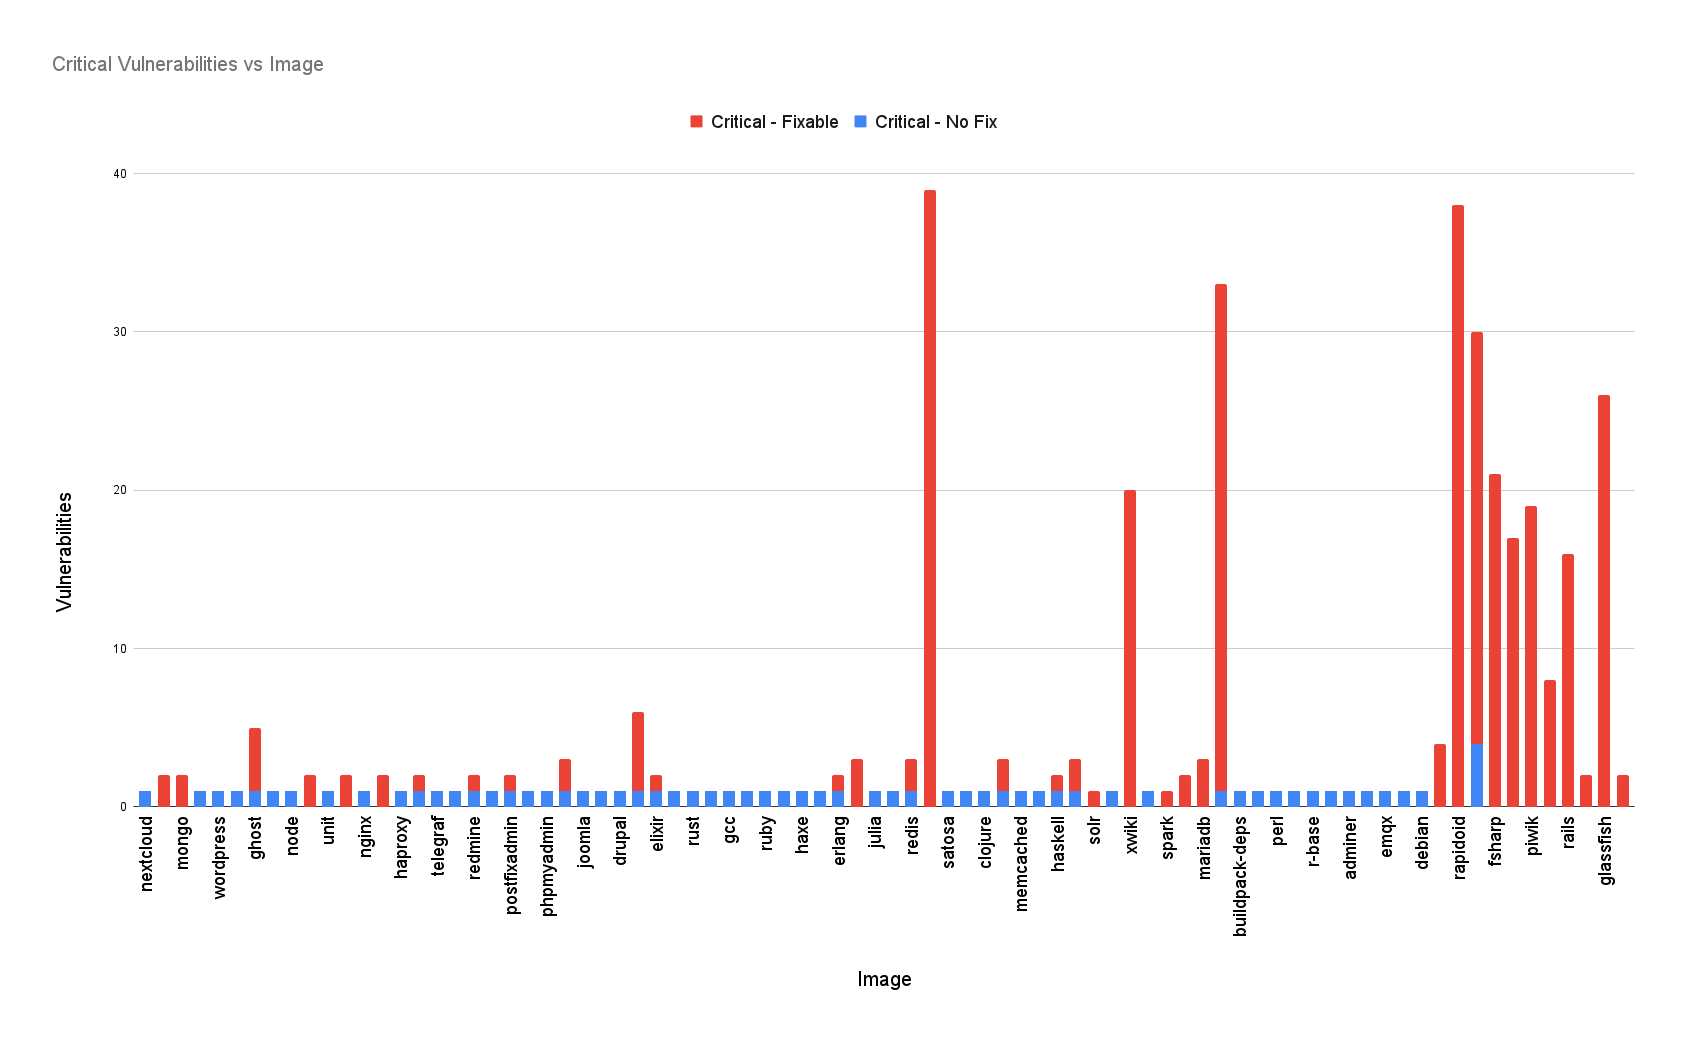 Critical Vulnerabilities vs Image
Critical - Fixable
Critical - No Fix
40
30
20
10
0
Vulnerabilities
nextcloud
mongo
wordpress
ghost
node
unit
nginx
haproxy
telegraf
redmine
postfixadmin
phpmyadmin
joomla
drupal
elixir
rust
gcc
ruby
haxe
erlang
julia
redis
satosa
clojure
memcached
haskell
solr
xwiki
spark
mariadb
buildpack-deps
perl
r-base
adminer
emqx
debian
rapidoid
fsharp
piwik
rails
glassfish
Image